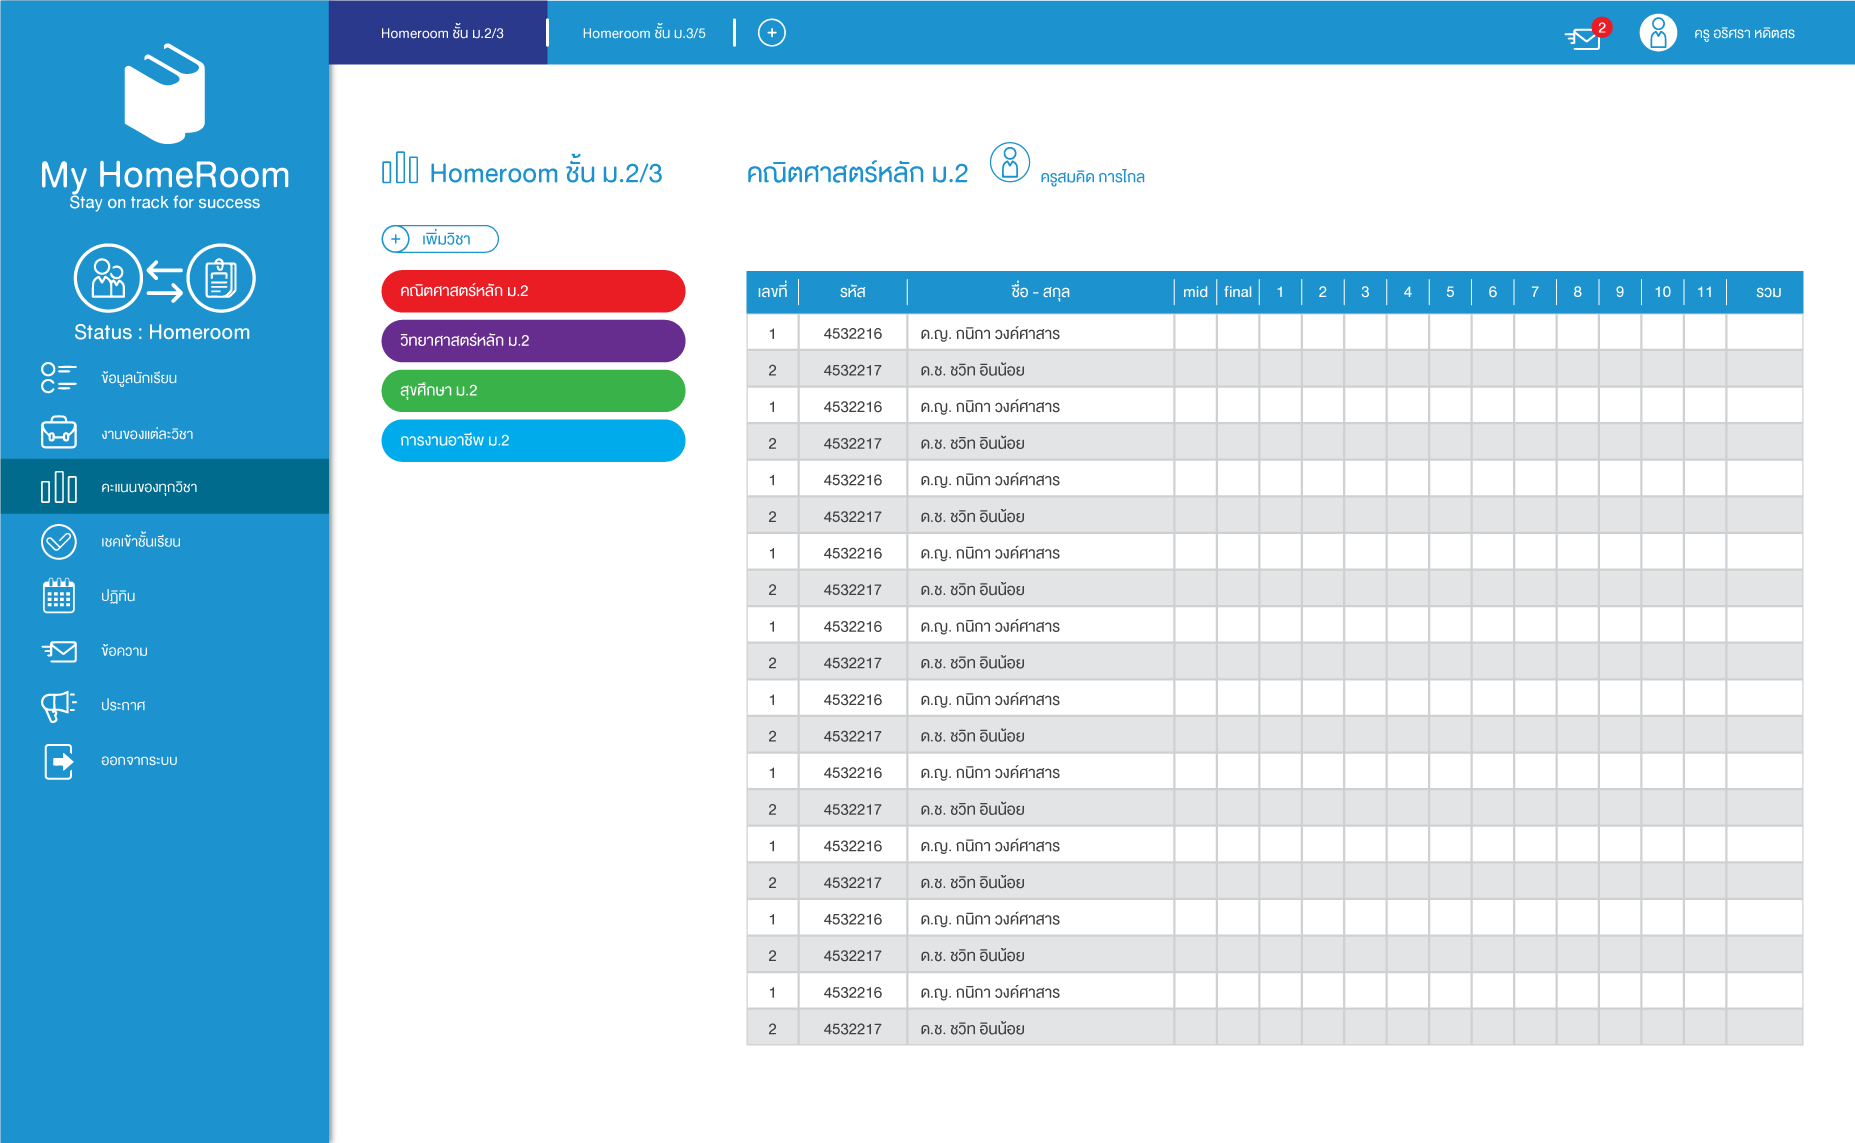 Homeroom ชั้น ม.2/3
Homeroom ชั้น ม.3/5
+
2
ครู อริศรา หดิตสร
My HomeRoom
Stay on track for success
Status : Homeroom
ข้อมูลนักเรียน
งานของแต่ละวิชา
คะแนนของทุกวิชา
เชคเข้าชั้นเรียน
ปฏิทิน
ข้อความ
ประกาศ
ออกจากระบบ
Homeroom ชั้น ม.2/3
+ เพิ่มวิชา
คณิตศาสตร์หลัก ม.2
วิทยาศาสตร์หลัก ม.2
สุขศึกษา ม.2
การงานอาชีพ ม.2
คณิตศาสตร์หลัก ม.2 ครูสมคิด การไกล
เลขที่ รหัส ชื่อ - สกุล mid final 1 2 3 4 5 6 7 8 9 10 11 รวม
1 4532216 ด.ญ. กนิกา วงค์ศาสาร
2 4532217 ด.ช. ชวิท อินน้อย
1 4532216 ด.ญ. กนิกา วงค์ศาสาร
2 4532217 ด.ช. ชวิท อินน้อย
1 4532216 ด.ญ. กนิกา วงค์ศาสาร
2 4532217 ด.ช. ชวิท อินน้อย
1 4532216 ด.ญ. กนิกา วงค์ศาสาร
2 4532217 ด.ช. ชวิท อินน้อย
1 4532216 ด.ญ. กนิกา วงค์ศาสาร
2 4532217 ด.ช. ชวิท อินน้อย
1 4532216 ด.ญ. กนิกา วงค์ศาสาร
2 4532217 ด.ช. ชวิท อินน้อย
1 4532216 ด.ญ. กนิกา วงค์ศาสาร
2 4532217 ด.ช. ชวิท อินน้อย
1 4532216 ด.ญ. กนิกา วงค์ศาสาร
2 4532217 ด.ช. ชวิท อินน้อย
1 4532216 ด.ญ. กนิกา วงค์ศาสาร
2 4532217 ด.ช. ชวิท อินน้อย
1 4532216 ด.ญ. กนิกา วงค์ศาสาร
2 4532217 ด.ช. ชวิท อินน้อย